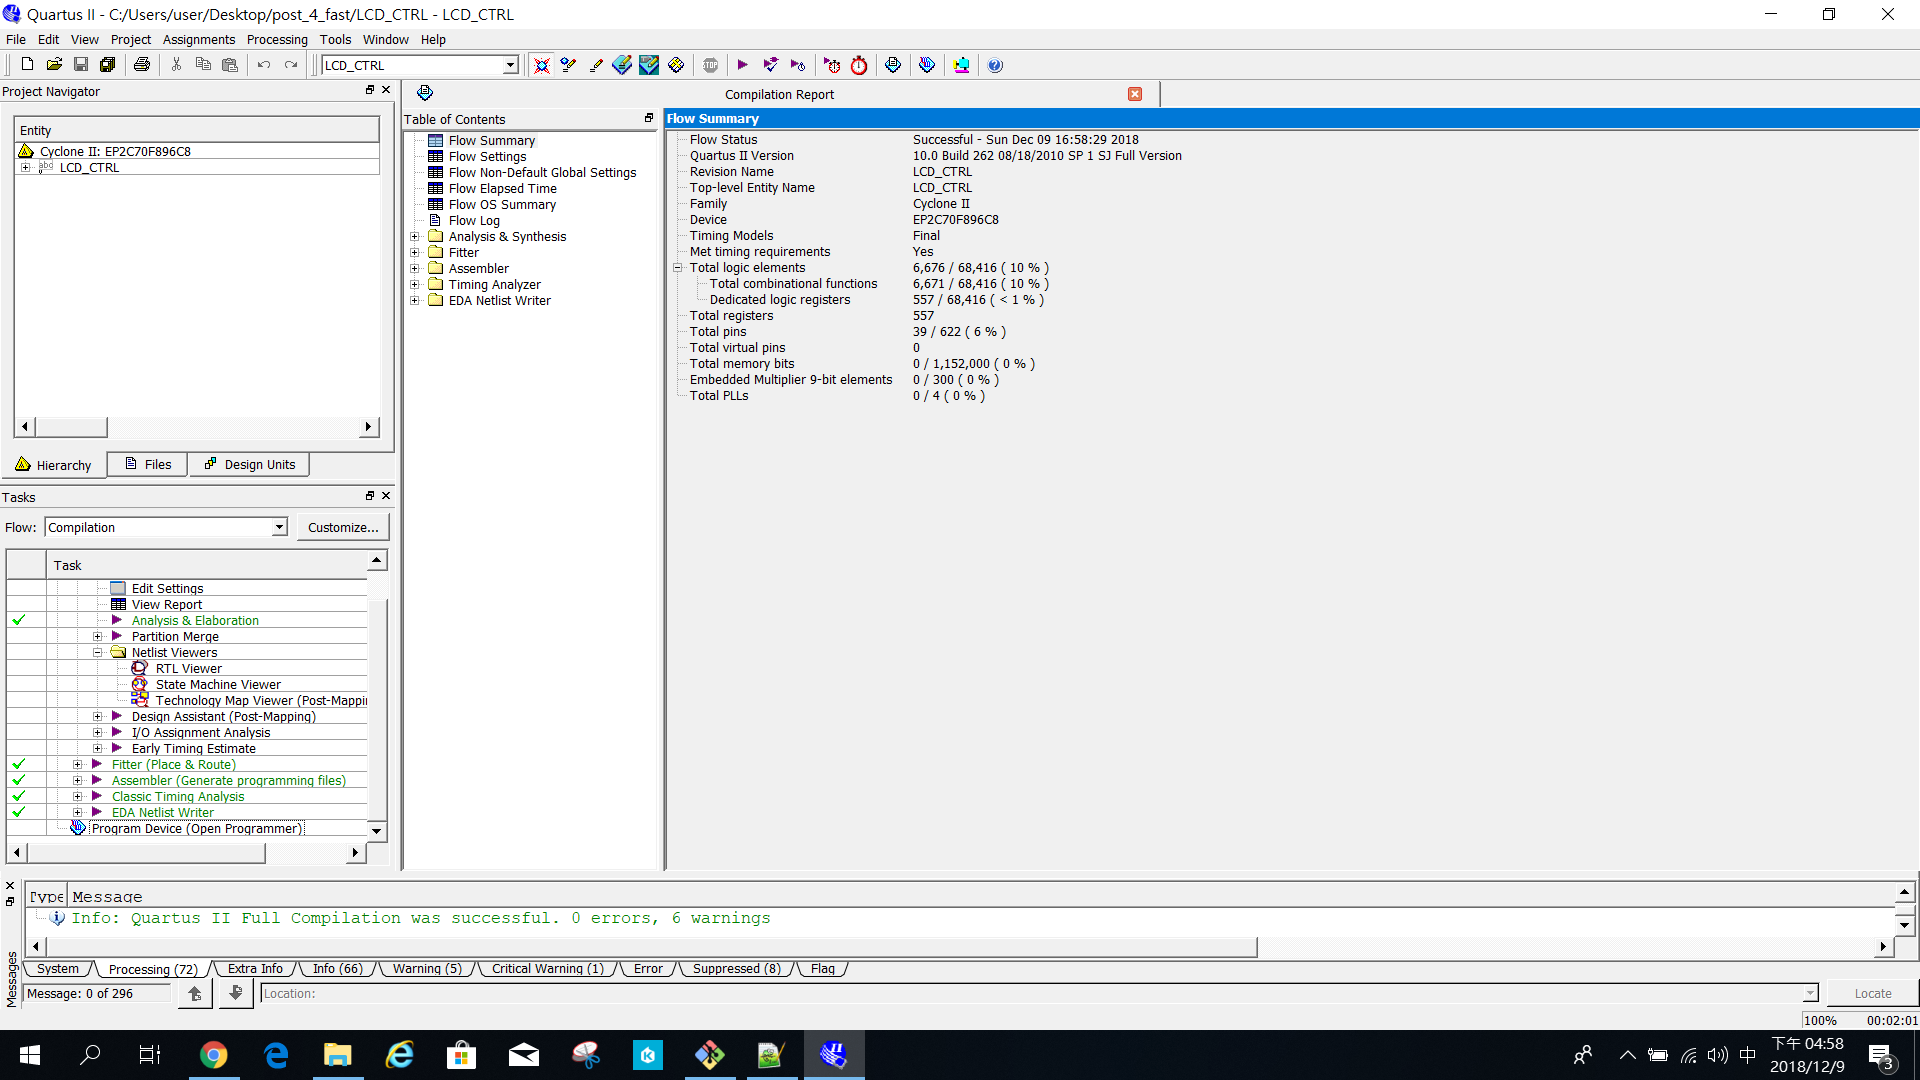 Quartus II - C:/Users/user/Desktop/post_4_fast/LCD_CTRL - LCD_CTRL
File Edit View Project Assignments Processing Tools Window Help
LCD_CTRL
Project Navigator
Entity
Cyclone II: EP2C70F896C8
LCD_CTRL
Hierarchy Files Design Units
Tasks
Flow: Compilation Customize...
Task
Edit Settings
View Report
Analysis & Elaboration
Partition Merge
Netlist Viewers
RTL Viewer
State Machine Viewer
Technology Map Viewer (Post-Mappi
Design Assistant (Post-Mapping)
I/O Assignment Analysis
Early Timing Estimate
Fitter (Place & Route)
Assembler (Generate programming files)
Classic Timing Analysis
EDA Netlist Writer
Program Device (Open Programmer)
Compilation Report
Table of Contents
Flow Summary
Flow Settings
Flow Non-Default Global Settings
Flow Elapsed Time
Flow OS Summary
Flow Log
Analysis & Synthesis
Fitter
Assembler
Timing Analyzer
EDA Netlist Writer
Flow Summary
Flow Status Successful - Sun Dec 09 16:58:29 2018
Quartus II Version 10.0 Build 262 08/18/2010 SP 1 SJ Full Version
Revision Name LCD_CTRL
Top-level Entity Name LCD_CTRL
Family Cyclone II
Device EP2C70F896C8
Timing Models Final
Met timing requirements Yes
Total logic elements 6,676 / 68,416 ( 10 % )
Total combinational functions 6,671 / 68,416 ( 10 % )
Dedicated logic registers 557 / 68,416 ( < 1 % )
Total registers 557
Total pins 39 / 622 ( 6 % )
Total virtual pins 0
Total memory bits 0 / 1,152,000 ( 0 % )
Embedded Multiplier 9-bit elements 0 / 300 ( 0 % )
Total PLLs 0 / 4 ( 0 % )
Messages
Type Message
Info: Quartus II Full Compilation was successful. 0 errors, 6 warnings
System Processing (72) Extra Info Info (66) Warning (5) Critical Warning (1) Error Suppressed (8) Flag
Message: 0 of 296 Location: Locate
100% 00:02:01
中 下午 04:58
2018/12/9
3